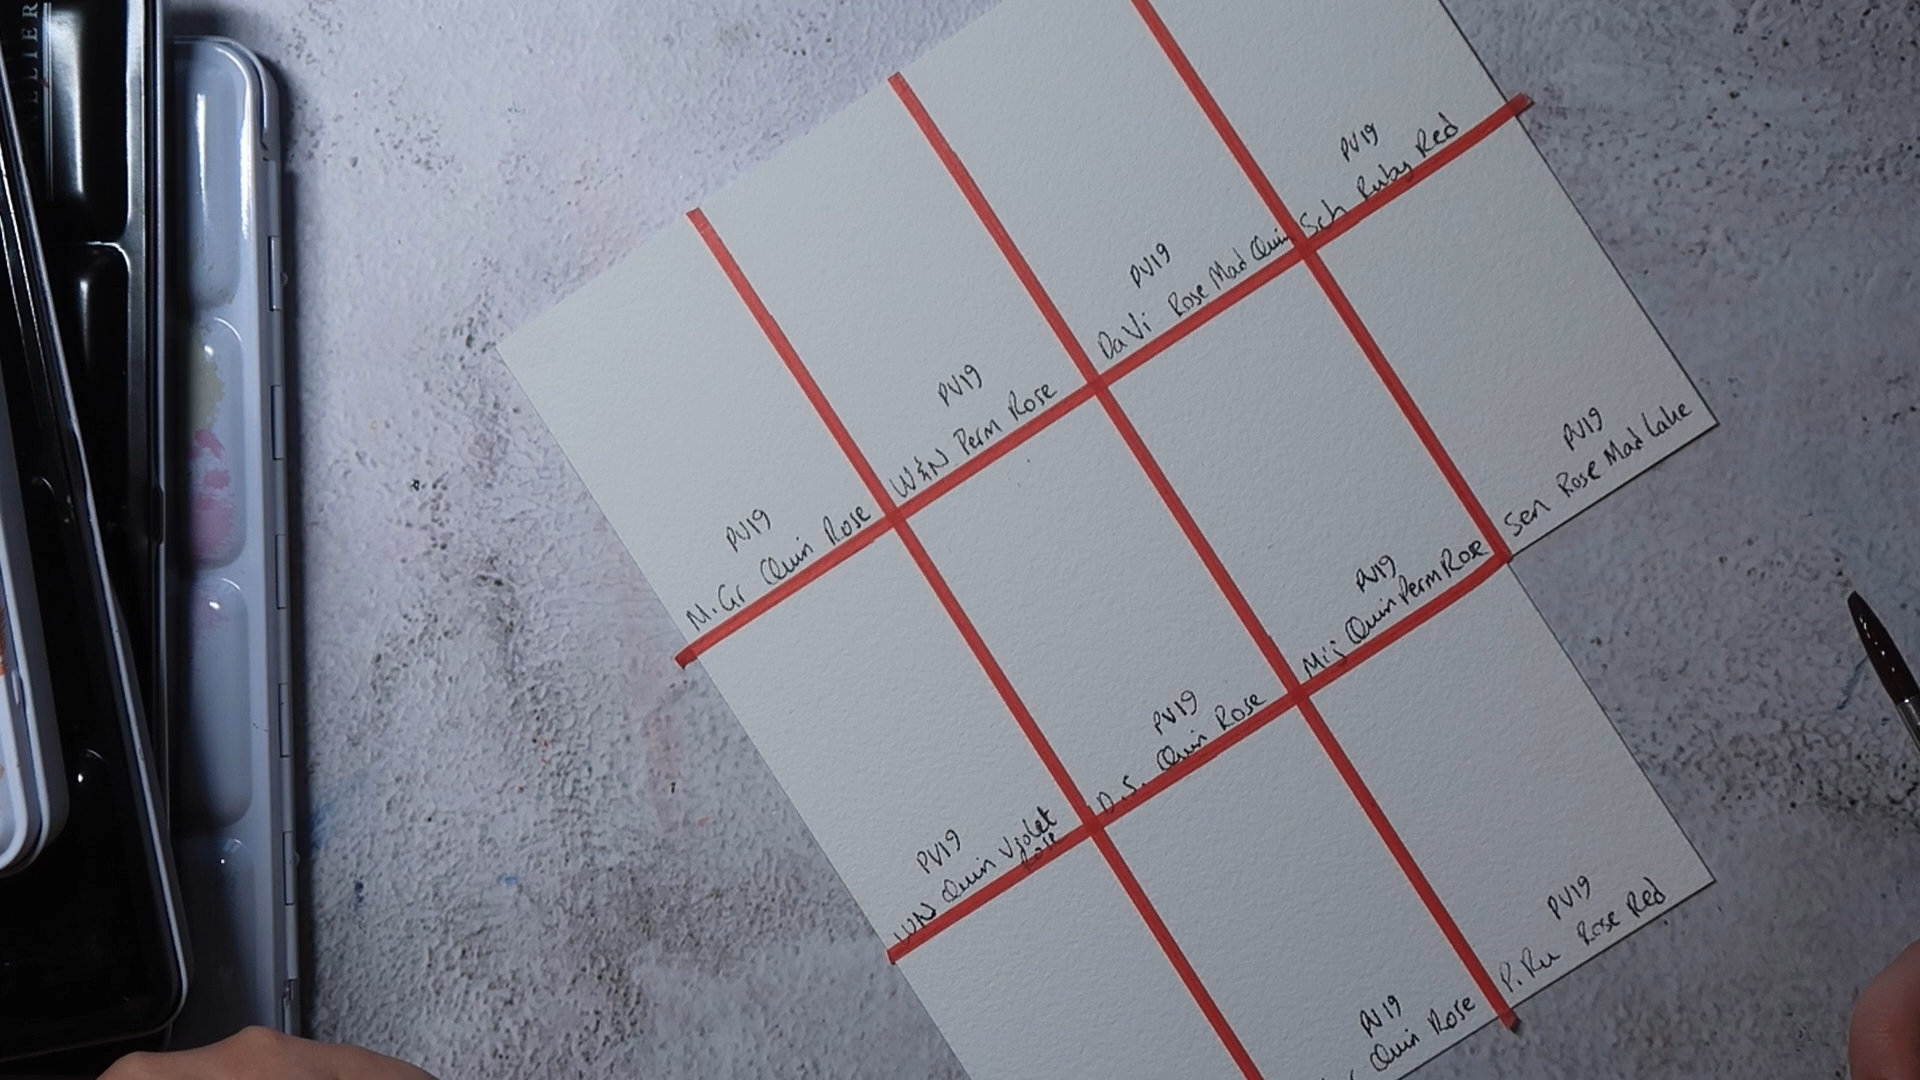 PV19
M.Gr Quin Rose
PV19
W&N Perm Rose
PV19
DaVi Rose Mad Quin
PV19
Sch Ruby Red
PV19
WN Quin Violet
Rose
PV19
D.S. Quin Rose
PV19
Mij Quin Perm Rose
PV19
Sen Rose Mad Lake
PV19
Quin Rose
PV19
P.Ru Rose Red